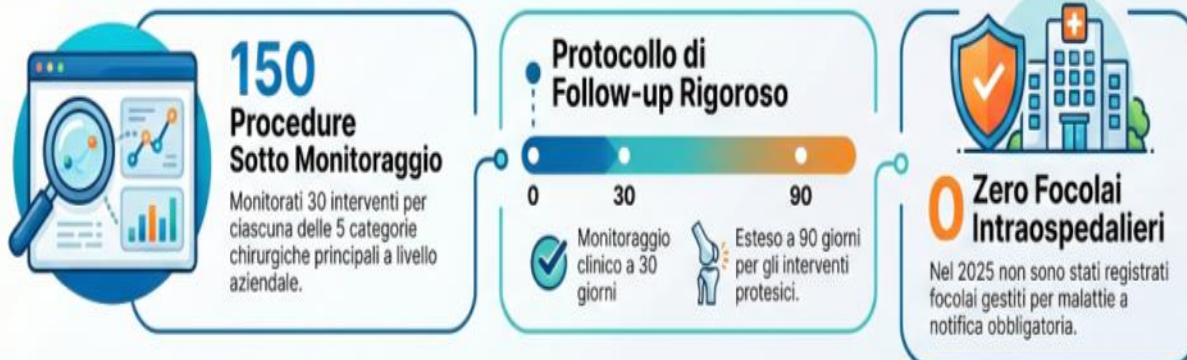 150
Procedure
Sotto Monitoraggio
Monitorati 30 interventi per
ciascuna delle 5 categorie
chirurgiche principali a livello
aziendale.
Protocollo di
Follow-up Rigoroso
0
30
90
Monitoraggio
clinico a 30
giorni
Esteso a 90 giorni
per gli interventi
protesici.
0 Zero Focolai
Intraospedalieri
Nel 2025 non sono stati registrati
focolai gestiti per malattie a
notifica obbligatoria.